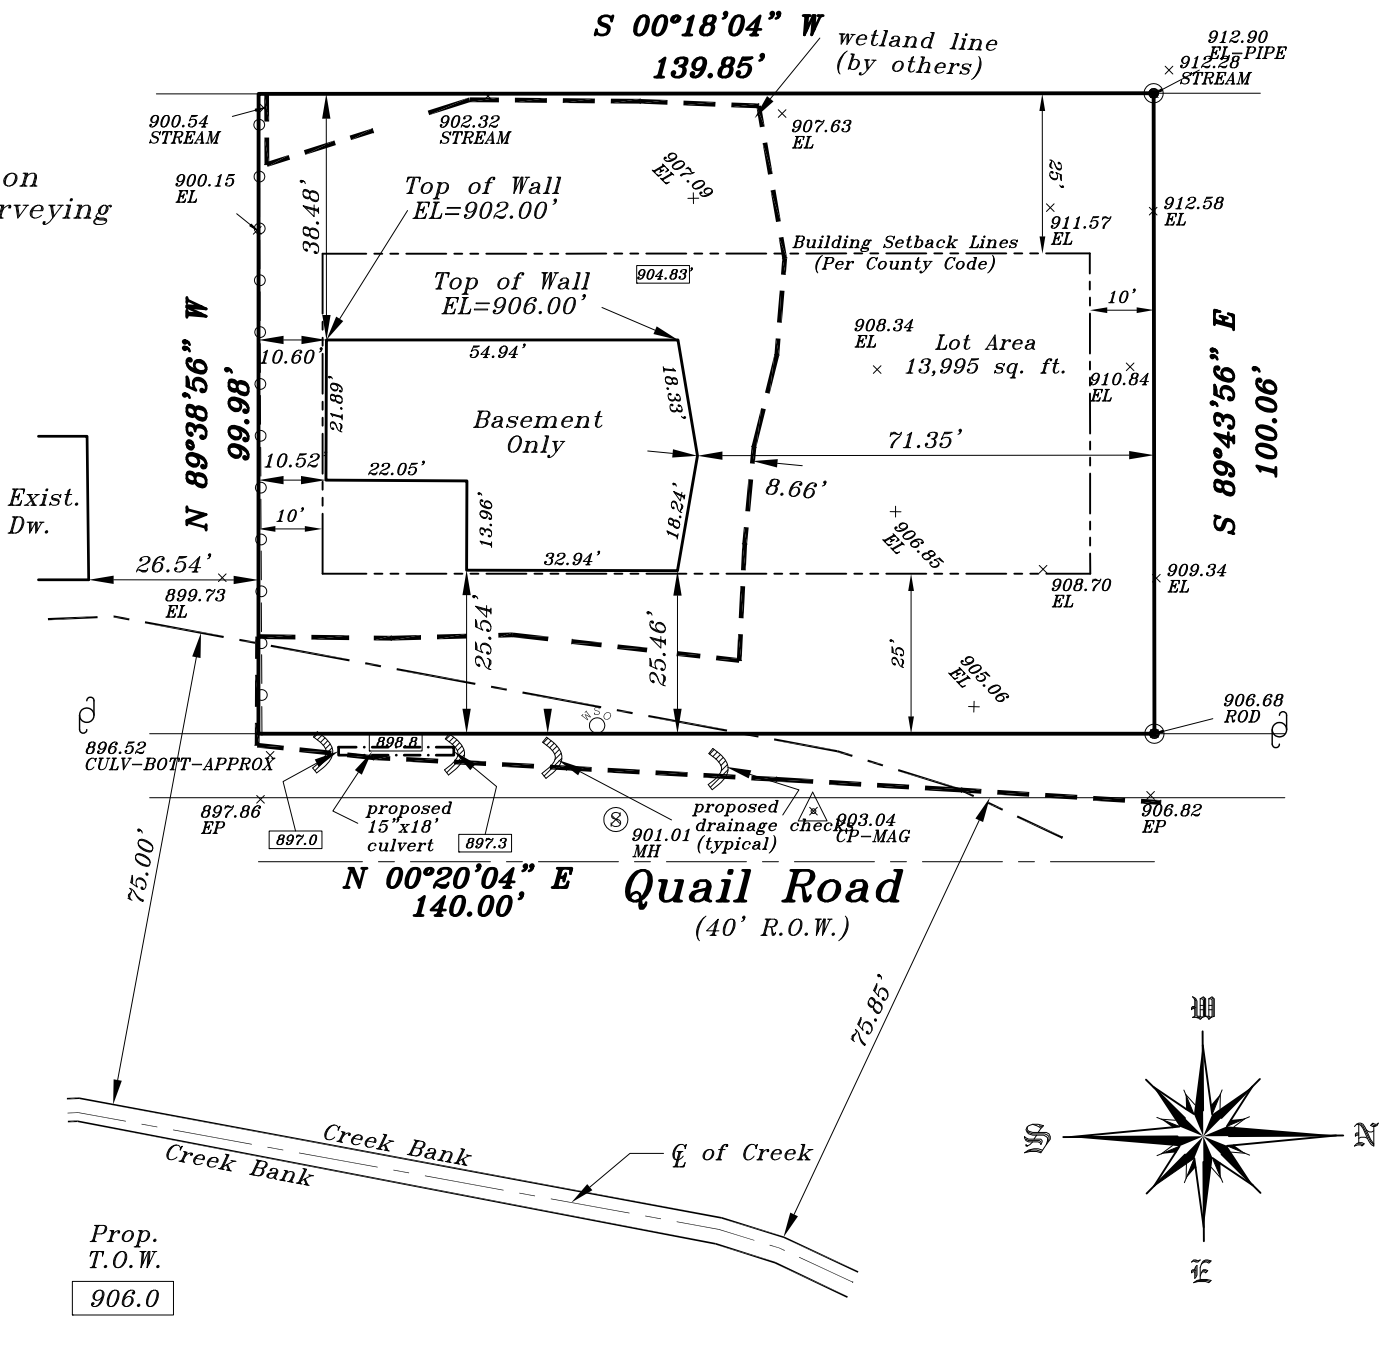 S 00°18'04" W
139.85'
wetland line
(by others)
912.90
EL-PIPE
912.28
STREAM
900.54
STREAM
902.32
STREAM
907.63
EL
on
rveying
900.15
EL
907.09
EL
38.48'
Top of Wall
EL=902.00'
25'
911.57
EL
912.58
EL
Building Setback Lines
(Per County Code)
904.83'
Top of Wall
EL=906.00'
10'
N 89°38'56" W
99.98'
S 89°43'56" E
100.06'
908.34
EL
Lot Area
13,995 sq. ft.
910.84
EL
10.60'
54.94'
21.89'
18.33'
Basement
Only
71.35'
10.52'
22.05'
8.66'
Exist.
Dw.
10'
13.96'
18.24'
906.85
EL
32.94'
26.54'
899.73
EL
908.70
EL
909.34
EL
25.54'
25.46'
25'
905.06
EL
906.68
ROD
WSO
896.52
CULV-BOTT-APPROX
898.8
897.86
EP
897.0
proposed
15"x18'
culvert
897.3
S
901.01
MH
proposed
drainage checks
(typical)
903.04
CP-MAG
906.82
EP
75.00'
N 00°20'04" E
140.00'
Quail Road
(40' R.O.W.)
75.85'
W
S
N
E
Creek Bank
Creek Bank
℄ of Creek
Prop.
T.O.W.
906.0